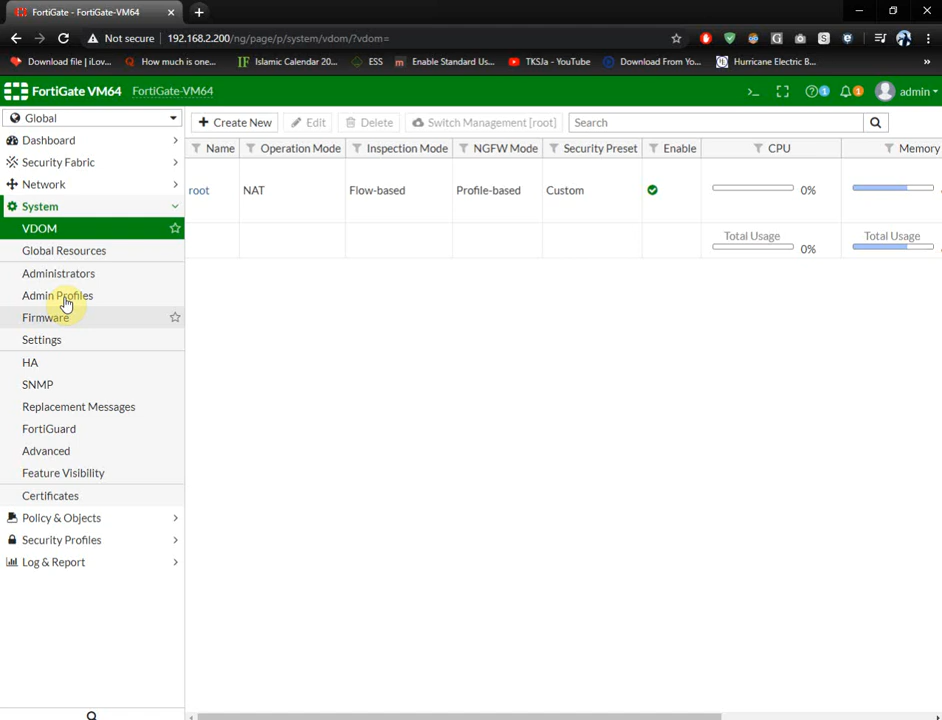 FortiGate - FortiGate-VM64
Not secure 192.168.2.200/ng/page/p/system/vdom/?vdom=
Download file | iLov... How much is one... Islamic Calendar 20... ESS Enable Standard Us... TKSJa - YouTube Download From Yo... Hurricane Electric B... »
FortiGate VM64 FortiGate-VM64 >_ 1 1 admin
Global
Create New Edit Delete Switch Management [root] Search
Dashboard
Security Fabric
Network
System
VDOM
Global Resources
Administrators
Admin Profiles
Firmware
Settings
HA
SNMP
Replacement Messages
FortiGuard
Advanced
Feature Visibility
Certificates
Policy & Objects
Security Profiles
Log & Report
Name Operation Mode Inspection Mode NGFW Mode Security Preset Enable CPU Memory
root NAT Flow-based Profile-based Custom 0%
Total Usage Total Usage
0%